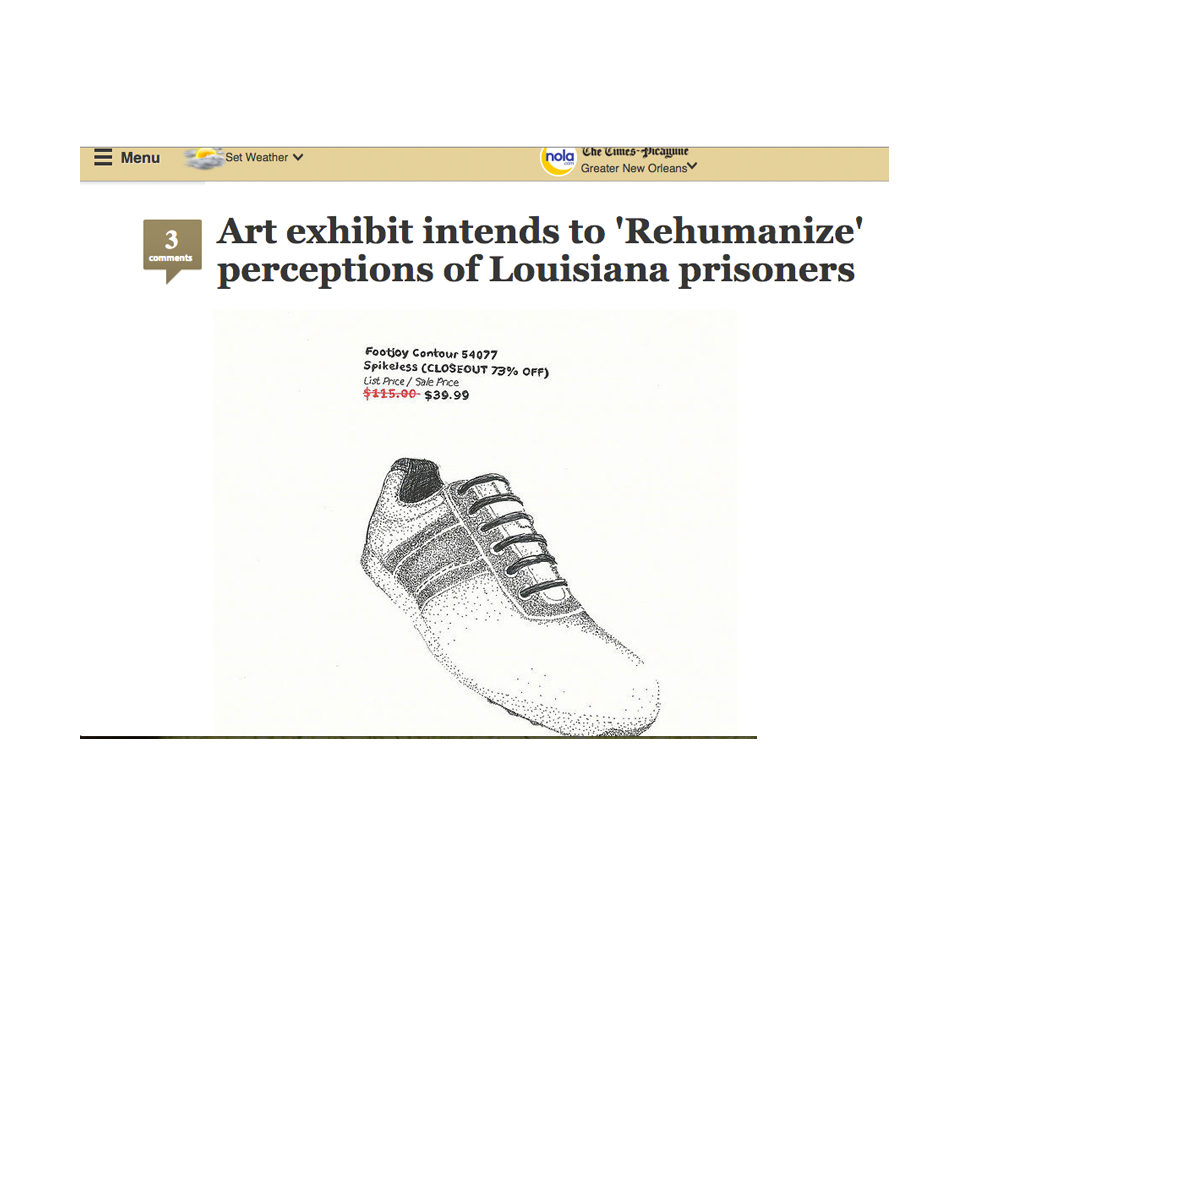 Menu
Set Weather
nola
.com
The Times-Picayune
Greater New Orleans
3
comments
Art exhibit intends to 'Rehumanize'
perceptions of Louisiana prisoners
Footjoy Contour 54077
Spikeless (CLOSEOUT 73% OFF)
List Price / Sale Price
$115.00 $39.99